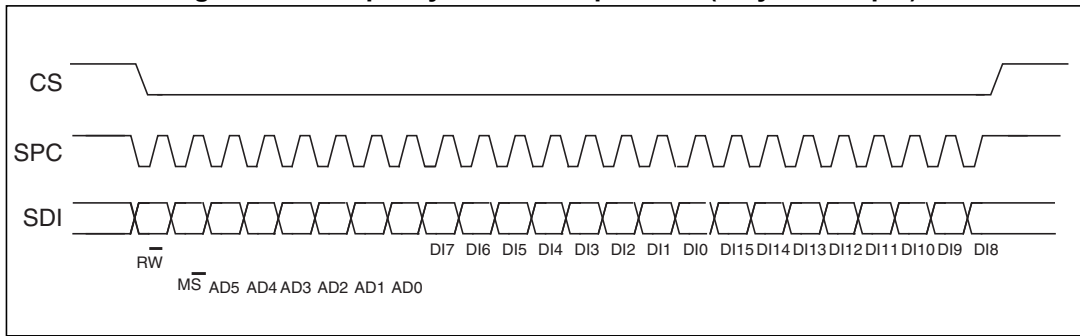 CS
SPC
SDI
DI7 DI6 DI5 DI4 DI3 DI2 DI1 DI0 DI15 DI14 DI13 DI12 DI11 DI10 DI9 DI8
RW
MS AD5 AD4 AD3 AD2 AD1 AD0